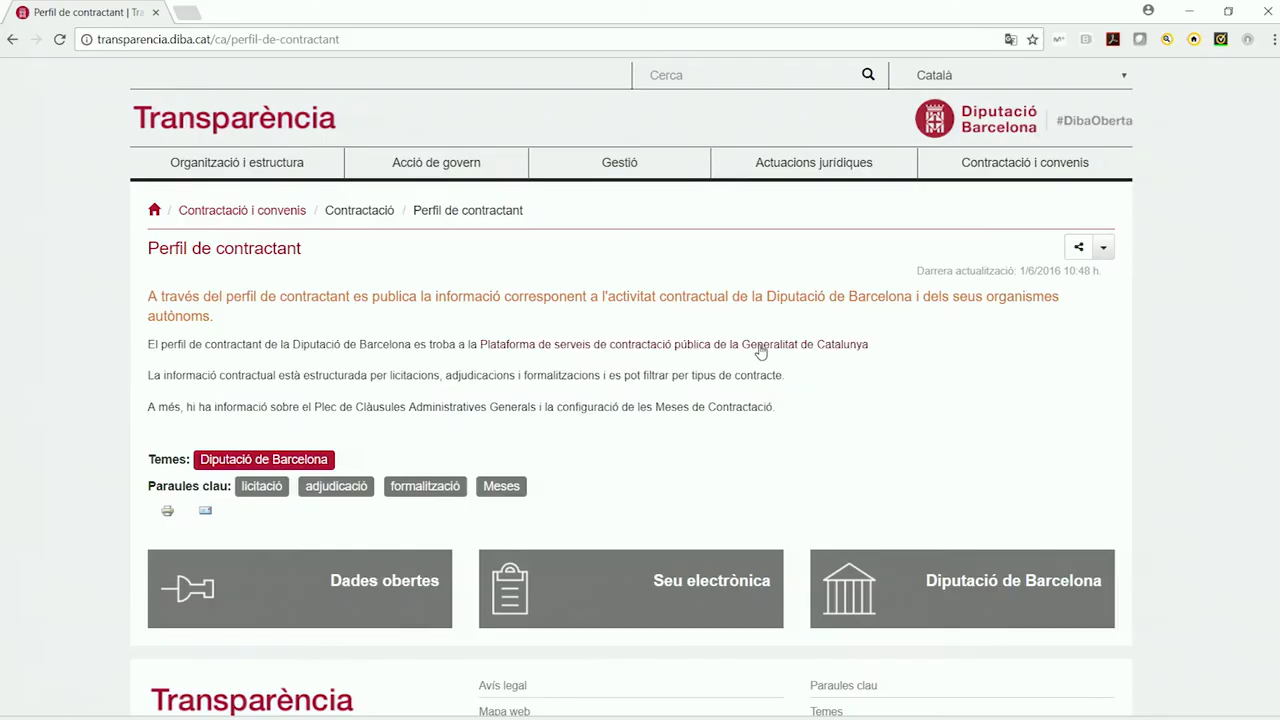 Perfil de contractant | Tra
transparencia.diba.cat/ca/perfil-de-contractant
Cerca
Català
Transparència
Diputació
Barcelona
#DibaOberta
Organització i estructura
Acció de govern
Gestió
Actuacions jurídiques
Contractació i convenis
/ Contractació i convenis / Contractació / Perfil de contractant
Perfil de contractant
Darrera actualització: 1/6/2016 10:48 h.
A través del perfil de contractant es publica la informació corresponent a l'activitat contractual de la Diputació de Barcelona i dels seus organismes
autònoms.
El perfil de contractant de la Diputació de Barcelona es troba a la Plataforma de serveis de contractació pública de la Generalitat de Catalunya
La informació contractual està estructurada per licitacions, adjudicacions i formalitzacions i es pot filtrar per tipus de contracte.
A més, hi ha informació sobre el Plec de Clàusules Administratives Generals i la configuració de les Meses de Contractació.
Temes: Diputació de Barcelona
Paraules clau: licitació adjudicació formalització Meses
Dades obertes
Seu electrònica
Diputació de Barcelona
Transparència
Avís legal
Mapa web
Paraules clau
Temes